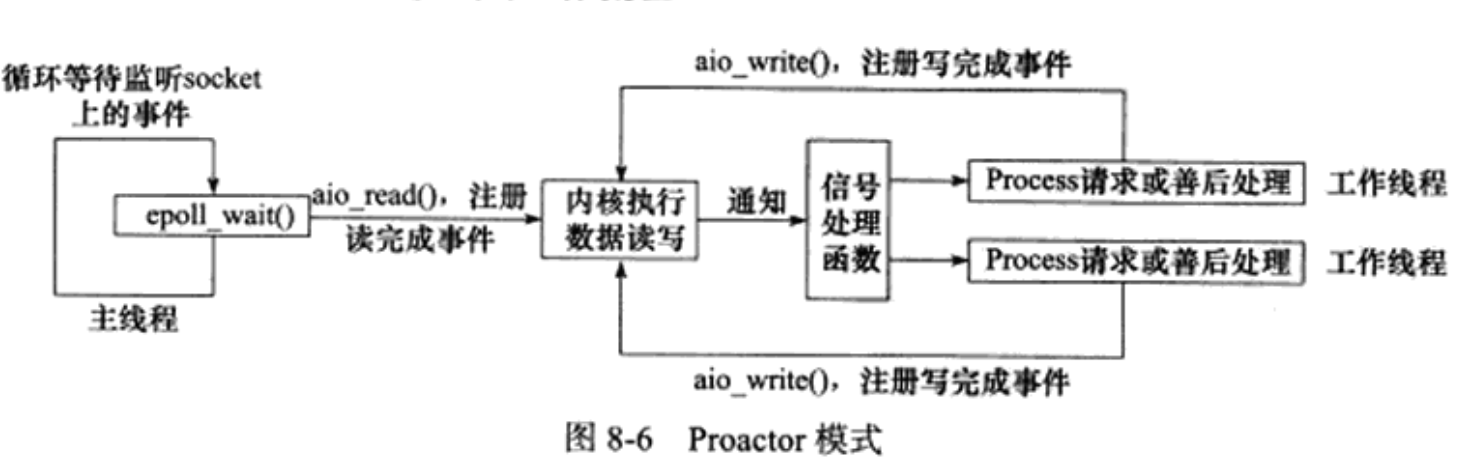 循环等待监听socket
上的事件
epoll_wait()
主线程
aio_read()，注册
读完成事件
内核执行
数据读写
通知
信号
处理
函数
aio_write()，注册写完成事件
Process请求或善后处理
工作线程
Process请求或善后处理
工作线程
aio_write()，注册写完成事件
图 8-6 Proactor 模式